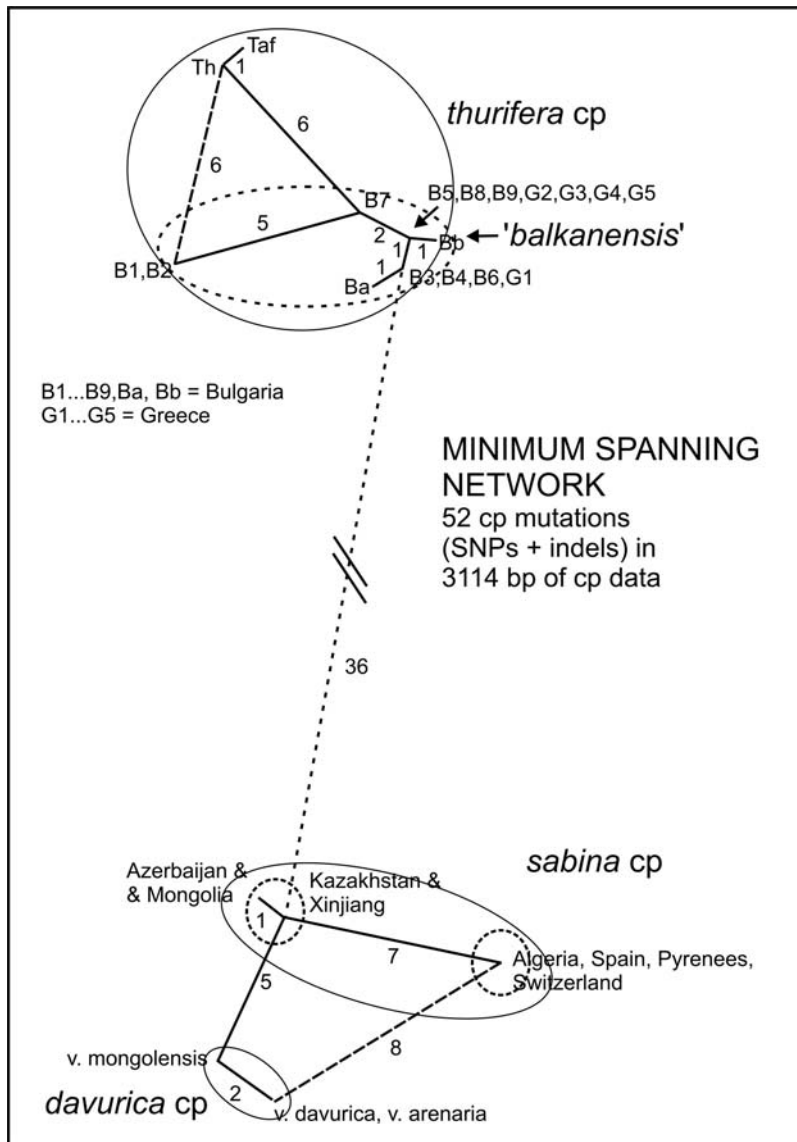 Taf
Th
1
thurifera cp
6
6
B7
B5,B8,B9,G2,G3,G4,G5
5
2
1
1
Bb
'balkanensis'
B1,B2
1
Ba
B3,B4,B6,G1
B1...B9,Ba, Bb = Bulgaria
G1...G5 = Greece
MINIMUM SPANNING
NETWORK
52 cp mutations
(SNPs + indels) in
3114 bp of cp data
36
sabina cp
Azerbaijan &
& Mongolia
Kazakhstan &
Xinjiang
1
7
Algeria, Spain, Pyrenees,
Switzerland
5
8
v. mongolensis
2
davurica cp
v. davurica, v. arenaria